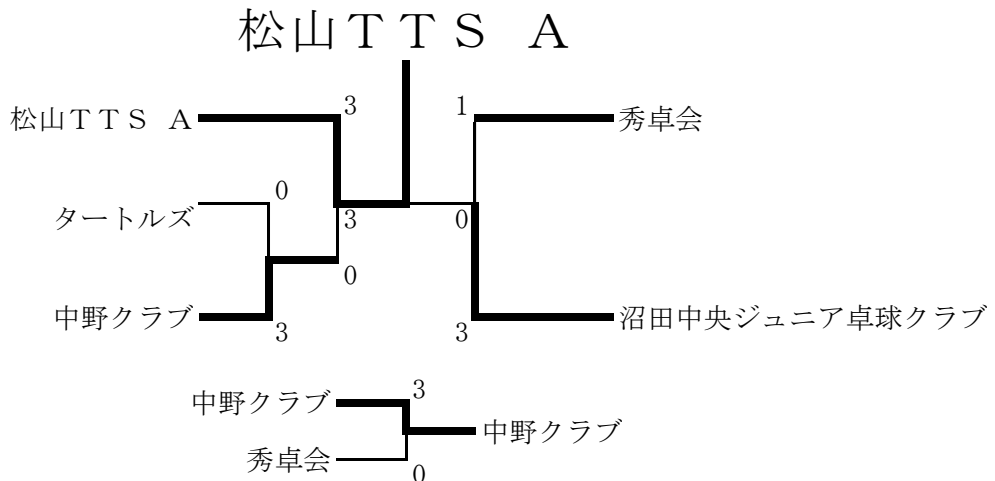 松山ＴＴＳ Ａ
3 1
松山ＴＴＳ Ａ 秀卓会
0
タートルズ 3 0
0
中野クラブ 沼田中央ジュニア卓球クラブ
3 3
3
中野クラブ
中野クラブ
秀卓会
0